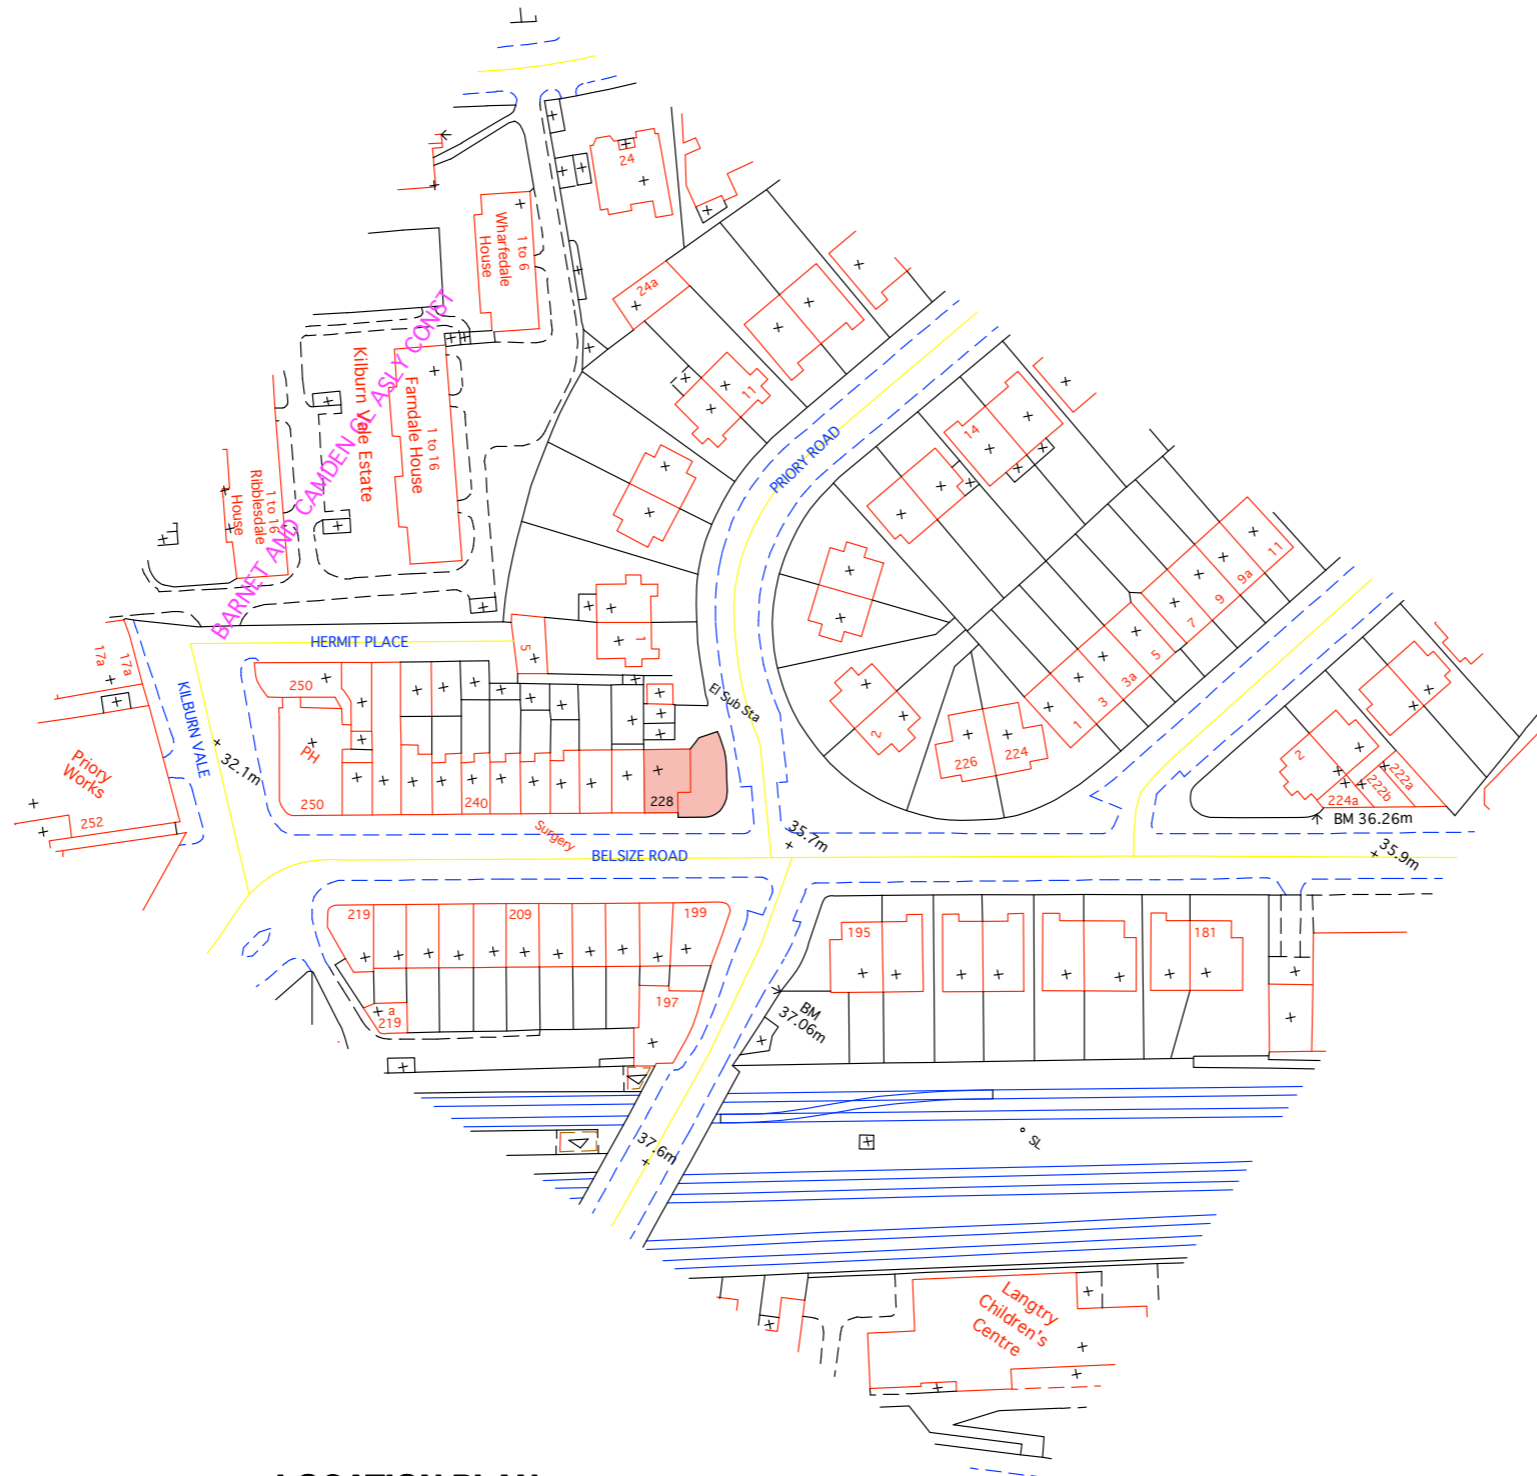 24
1 to 6
Wharfedale
House
24a
BARNET AND CAMDEN GL ASLY CONST
Kilburn Vale Estate
1 to 16
Farndale House
11
14
PRIORY ROAD
1 to 16
Ribblesdale
House
11
9a
9
7
5
3a
3
1
HERMIT PLACE
5
1
17a
17a
KILBURN VALE
250
El Sub Sta
2
226
224
2
222a
222b
224a
PH
32.1m
Priory
Works
250
240
228
252
Surgery
BM 36.26m
35.7m
BELSIZE ROAD
35.9m
219
209
199
195
181
197
a
219
BM
37.06m
37.6m
SL
Langtry
Children's
Centre